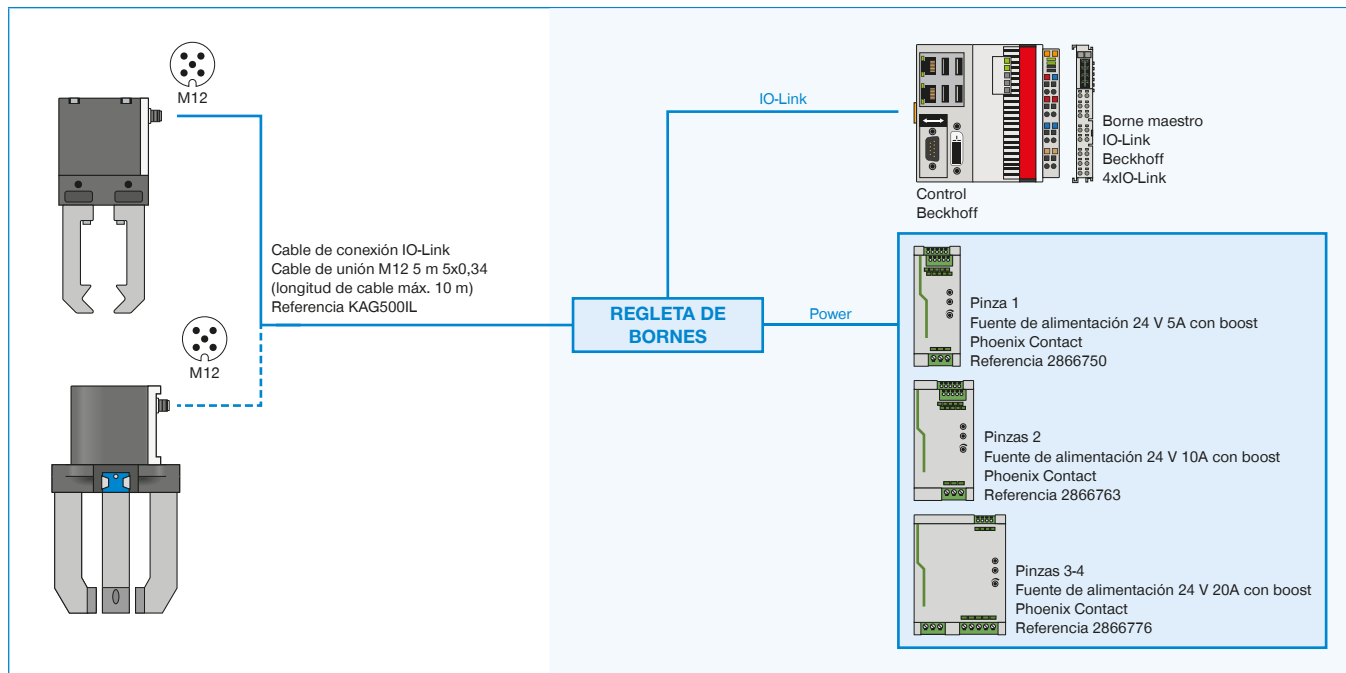 M12
Cable de conexión IO-Link
Cable de unión M12 5 m 5x0,34
(longitud de cable máx. 10 m)
Referencia KAG500IL
M12
REGLETA DE
BORNES
IO-Link
Power
Control
Beckhoff
Borne maestro
IO-Link
Beckhoff
4xIO-Link
Pinza 1
Fuente de alimentación 24 V 5A con boost
Phoenix Contact
Referencia 2866750
Pinzas 2
Fuente de alimentación 24 V 10A con boost
Phoenix Contact
Referencia 2866763
Pinzas 3-4
Fuente de alimentación 24 V 20A con boost
Phoenix Contact
Referencia 2866776